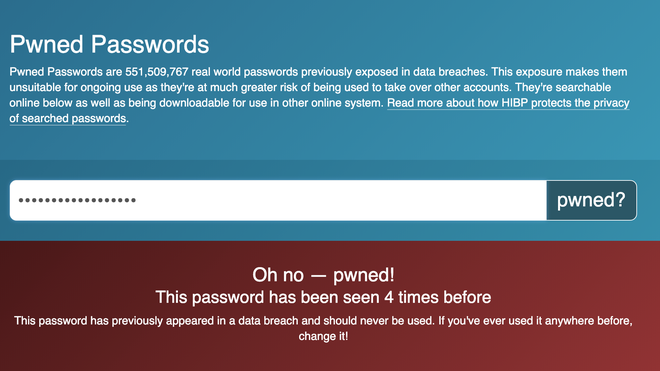 Pwned Passwords
Pwned Passwords are 551,509,767 real world passwords previously exposed in data breaches. This exposure makes them
unsuitable for ongoing use as they're at much greater risk of being used to take over other accounts. They're searchable
online below as well as being downloadable for use in other online system. Read more about how HIBP protects the privacy
of searched passwords.
•••••••••••••••••• pwned?
Oh no — pwned!
This password has been seen 4 times before
This password has previously appeared in a data breach and should never be used. If you've ever used it anywhere before,
change it!